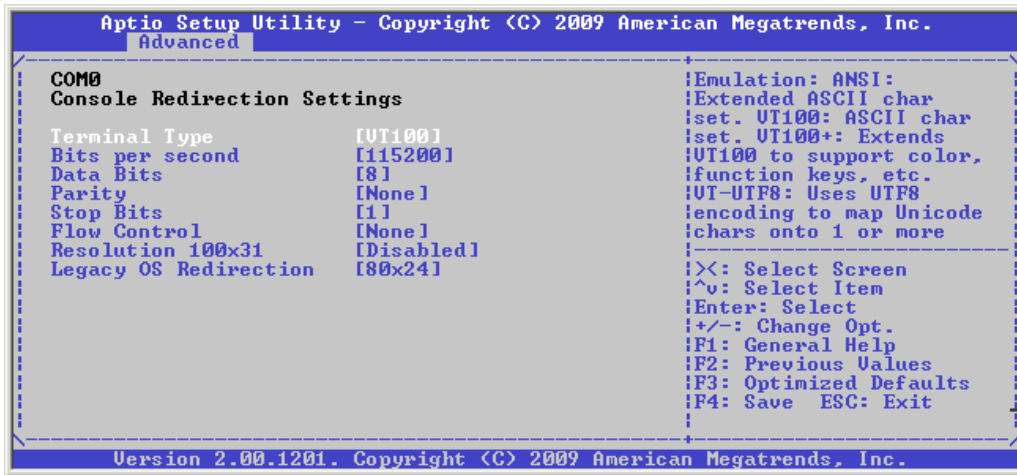 Aptio Setup Utility - Copyright (C) 2009 American Megatrends, Inc.
Advanced
COM0
Console Redirection Settings
Terminal Type [VT100]
Bits per second [115200]
Data Bits [8]
Parity [None]
Stop Bits [1]
Flow Control [None]
Resolution 100x31 [Disabled]
Legacy OS Redirection [80x24]
Emulation: ANSI:
Extended ASCII char
set. VT100: ASCII char
set. VT100+: Extends
VT100 to support color,
function keys, etc.
VT-UTF8: Uses UTF8
encoding to map Unicode
chars onto 1 or more
><: Select Screen
^v: Select Item
Enter: Select
+/-: Change Opt.
F1: General Help
F2: Previous Values
F3: Optimized Defaults
F4: Save ESC: Exit
Version 2.00.1201. Copyright (C) 2009 American Megatrends, Inc.